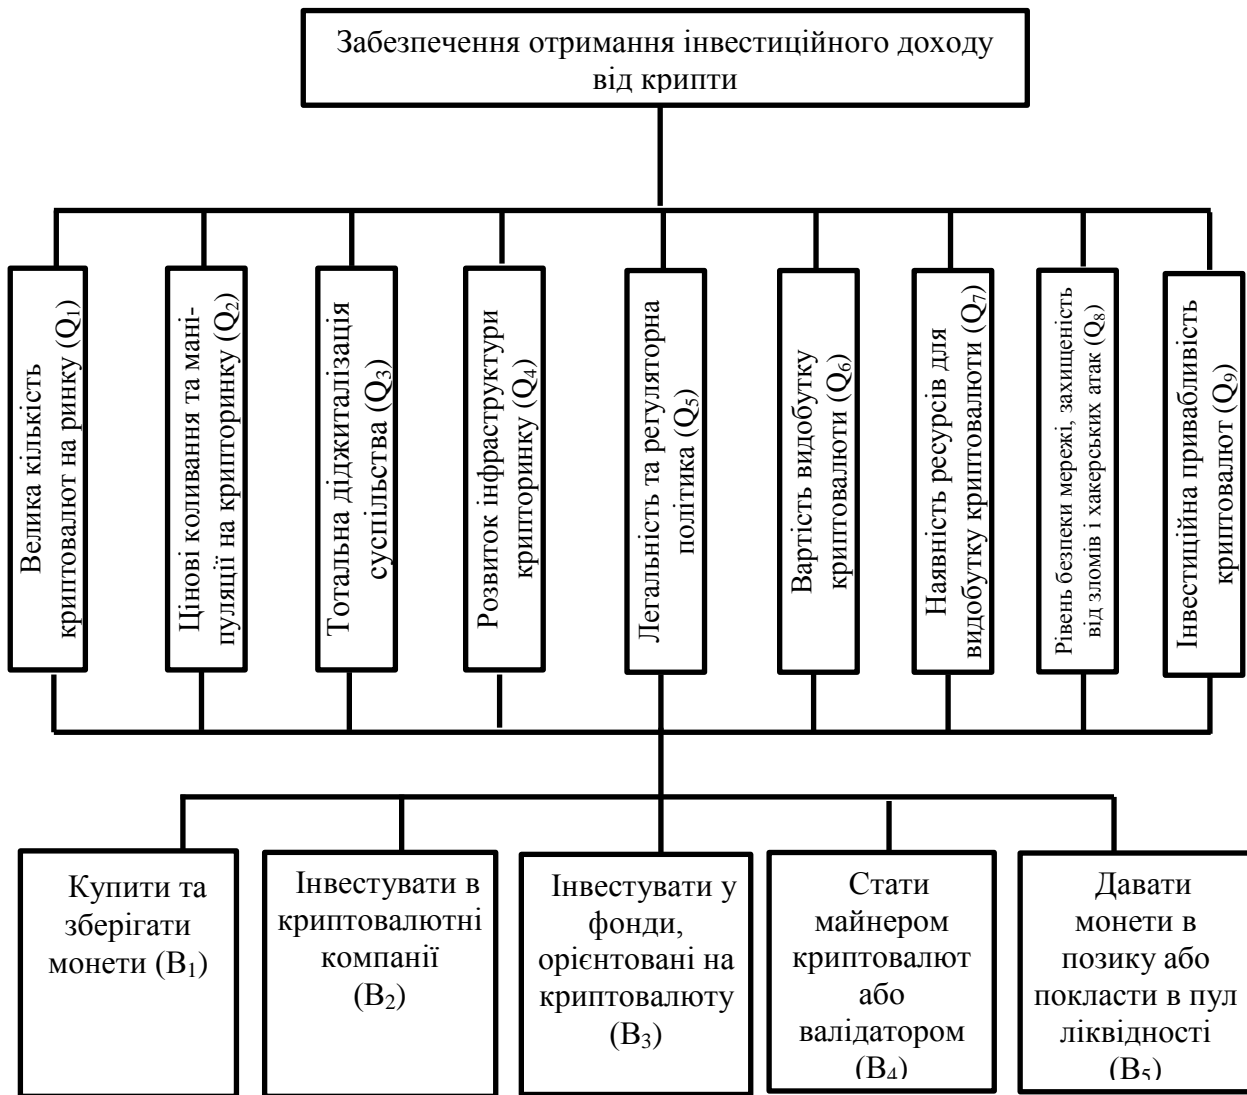 Забезпечення отримання інвестиційного доходу
від крипти
Велика кількість
криптовалют на ринку (Q₁)
Цінові коливання та мані-
пуляції на крипторинку (Q₂)
Тотальна діджиталізація
суспільства (Q₃)
Розвиток інфраструктури
крипторинку (Q₄)
Легальність та регуляторна
політика (Q₅)
Вартість видобутку
криптовалюти (Q₆)
Наявність ресурсів для
видобутку криптовалюти (Q₇)
Рівень безпеки мережі, захищеність
від зломів і хакерських атак (Q₈)
Інвестиційна привабливість
криптовалют (Q₉)
Купити та
зберігати
монети (B₁)
Інвестувати в
криптовалютні
компанії
(B₂)
Інвестувати у
фонди,
орієнтовані на
криптовалюту
(B₃)
Стати
майнером
криптовалют
або
валідатором
(B₄)
Давати
монети в
позику або
покласти в пул
ліквідності
(B₅)